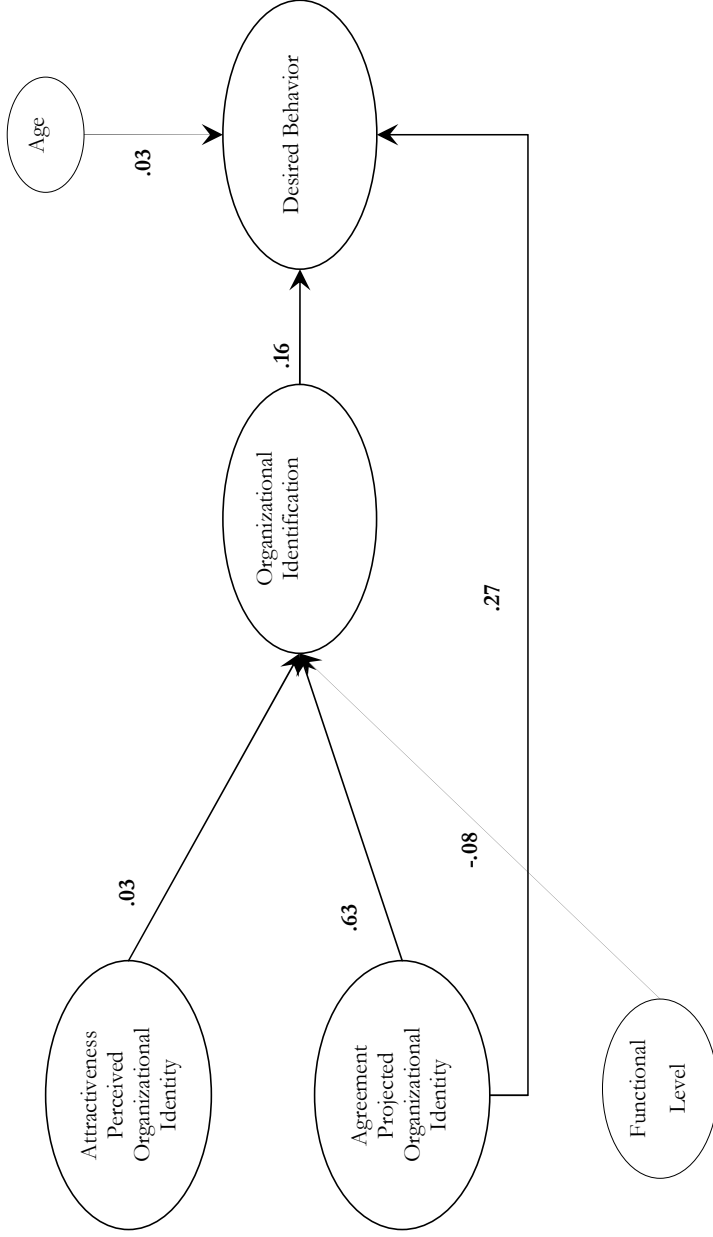 Attractiveness
Perceived
Organizational
Identity
.03
Agreement
Projected
Organizational
Identity
.63
Functional
Level
-.08
Organizational
Identification
.27
.16
Age
.03
Desired Behavior